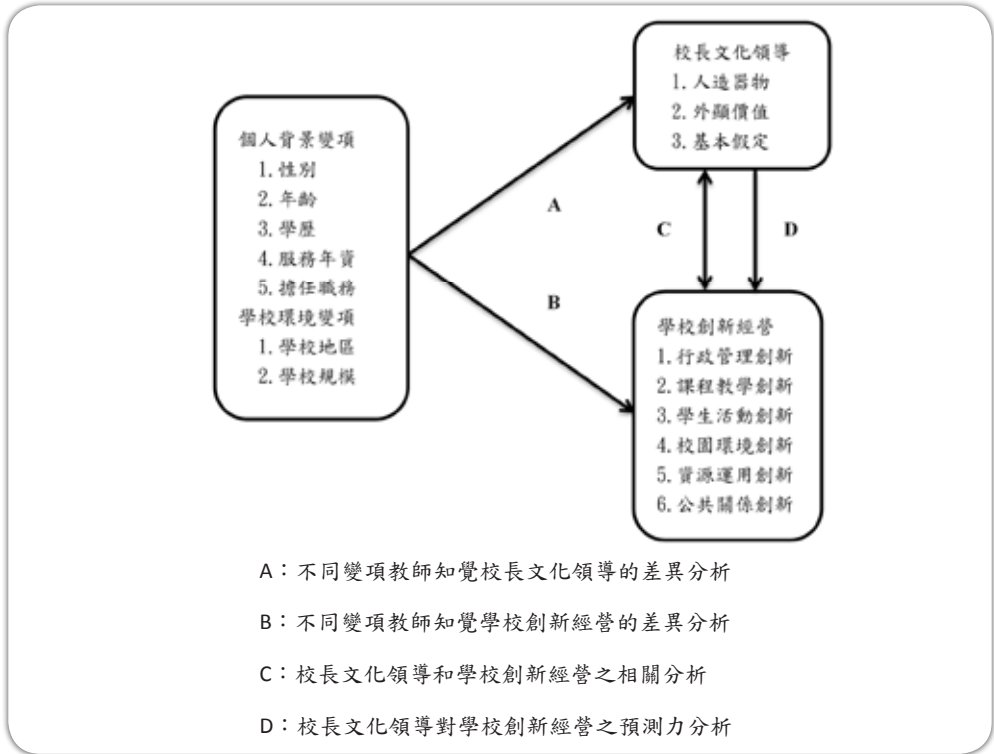 校長文化領導
1. 人造器物
2. 外顯價值
3. 基本假定
個人背景變項
1. 性別
2. 年齡
3. 學歷
4. 服務年資
5. 擔任職務
學校環境變項
1. 學校地區
2. 學校規模
A
B
C
D
學校創新經營
1. 行政管理創新
2. 課程教學創新
3. 學生活動創新
4. 校園環境創新
5. 資源運用創新
6. 公共關係創新
A：不同變項教師知覺校長文化領導的差異分析
B：不同變項教師知覺學校創新經營的差異分析
C：校長文化領導和學校創新經營之相關分析
D：校長文化領導對學校創新經營之預測力分析